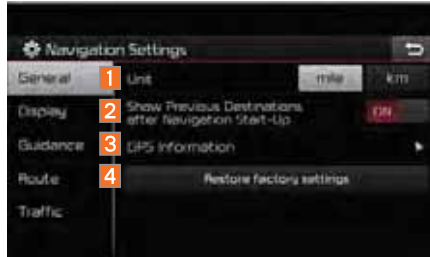 Navigation Settings
General
1 Unit mile km
Display
2 Show Previous Destinations
after Navigation Start-Up ON
Guidance
3 GPS Information
Route
4 Restore factory settings
Traffic